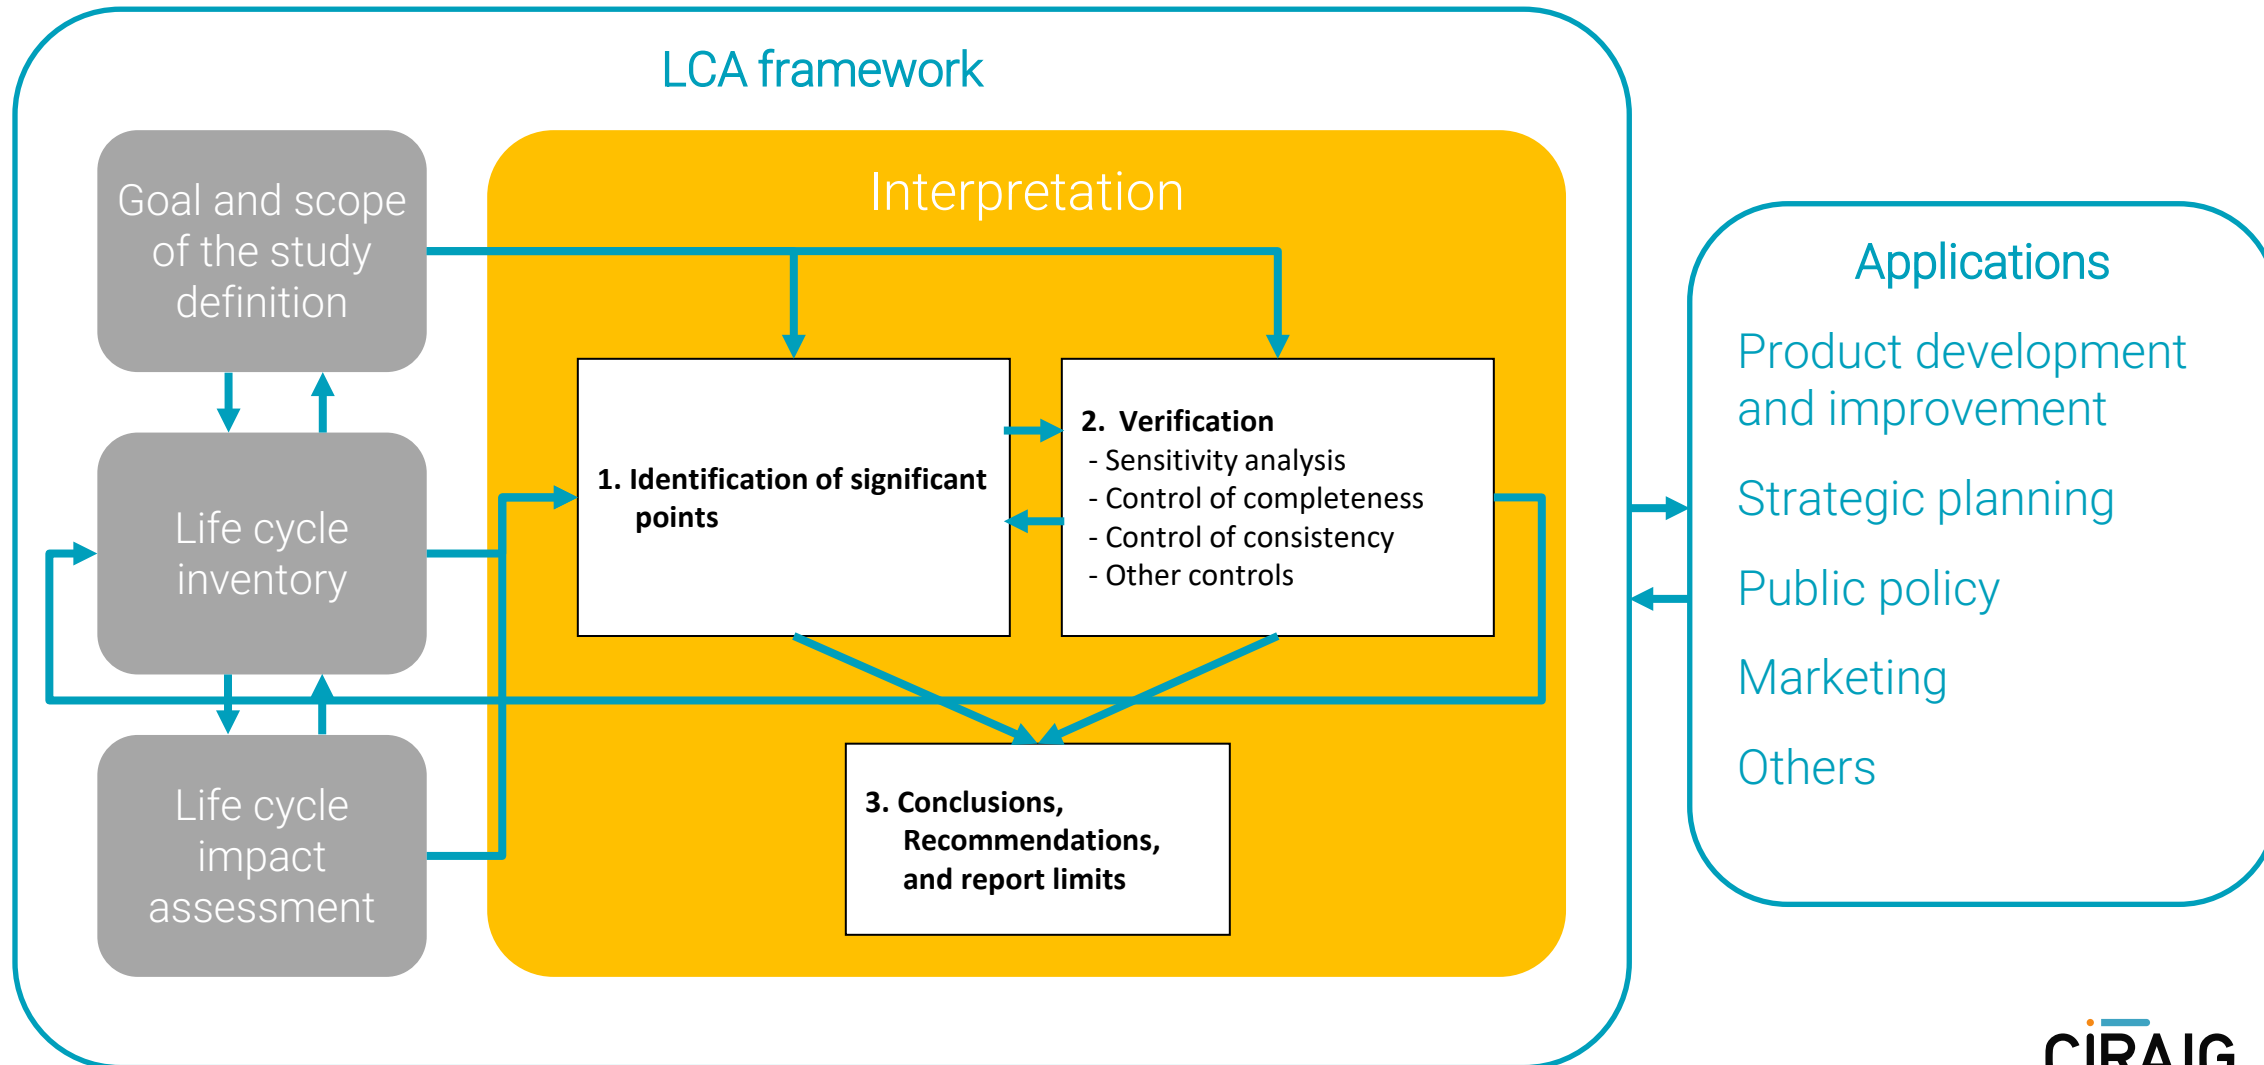 LCA framework
Goal and scope
of the study
definition
Life cycle
inventory
Life cycle
impact
assessment
Interpretation
1. Identification of significant
points
2. Verification
- Sensitivity analysis
- Control of completeness
- Control of consistency
- Other controls
3. Conclusions,
Recommendations,
and report limits
Applications
Product development
and improvement
Strategic planning
Public policy
Marketing
Others
CIRAIG